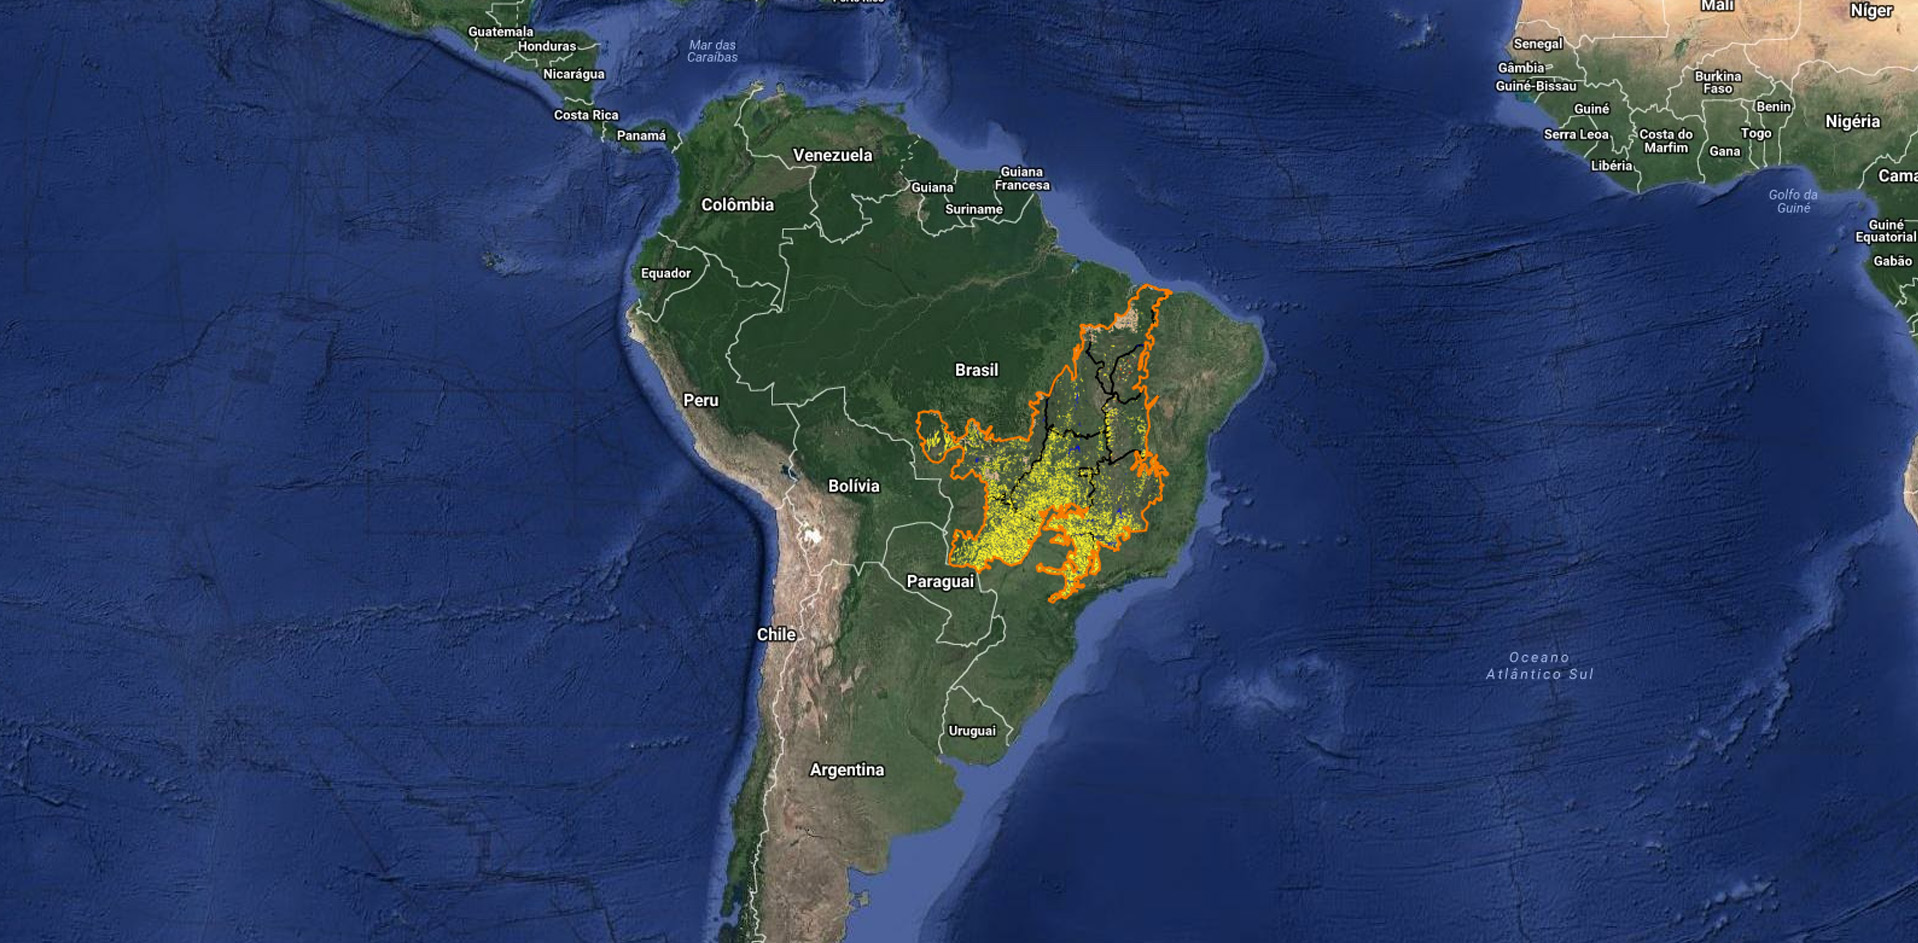 Mali
Níger
Guatemala
Honduras
Mar das
Caraíbas
Senegal
Nicarágua
Gâmbia
Guiné-Bissau
Burkina
Faso
Costa Rica
Guiné
Benin
Panamá
Nigéria
Serra Leoa
Costa do
Marfim
Togo
Gana
Venezuela
Libéria
Guiana
Francesa
Guiana
Golfo da
Guiné
Colômbia
Suriname
Guiné
Equatorial
Gabão
Equador
Brasil
Peru
Bolívia
Paraguai
Chile
Oceano
Atlântico Sul
Uruguai
Argentina